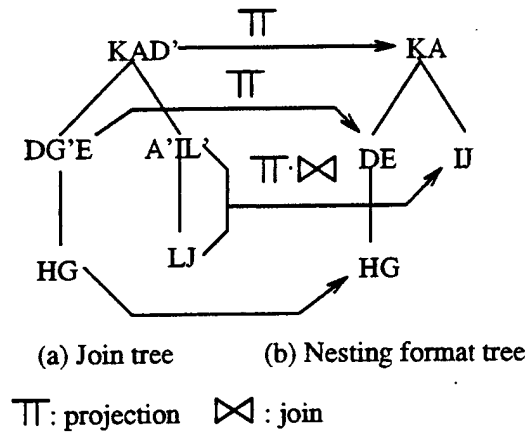 π
KAD' KA
π
DG'E A'IL' DE IJ
π·⋈
LJ
HG HG
(a) Join tree (b) Nesting format tree
π: projection ⋈ : join